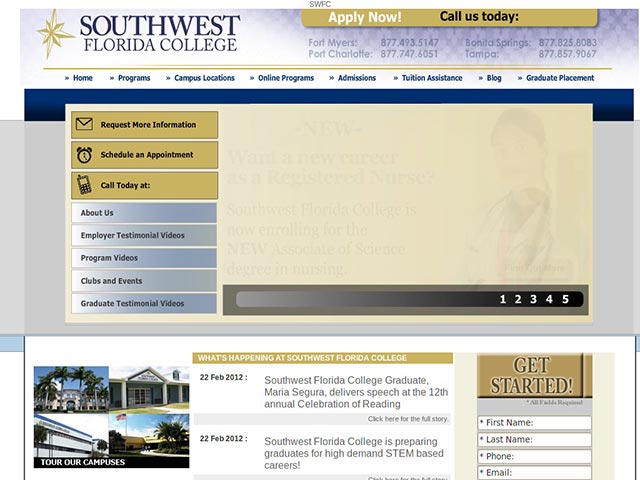 SWFC
SOUTHWEST
FLORIDA COLLEGE
Apply Now!
Call us today:
Fort Myers: 877.493.5147
Bonita Springs: 877.825.8083
Port Charlotte: 877.747.6051
Tampa: 877.857.9067
» Home » Programs » Campus Locations » Online Programs » Admissions » Tuition Assistance » Blog » Graduate Placement
Request More Information
Schedule an Appointment
Call Today at:
About Us
Employer Testimonial Videos
Program Videos
Clubs and Events
Graduate Testimonial Videos
-NEW-
Want a new career
as a Registered Nurse?
Southwest Florida College is
now enrolling for the
NEW Associate of Science
degree in nursing.
Find Out More
1 2 3 4 5
TOUR OUR CAMPUSES
WHAT'S HAPPENING AT SOUTHWEST FLORIDA COLLEGE
22 Feb 2012 :
Southwest Florida College Graduate,
Maria Segura, delivers speech at the 12th
annual Celebration of Reading
Click here for the full story.
22 Feb 2012 :
Southwest Florida College is preparing
graduates for high demand STEM based
careers!
Click here for the full story.
GET
STARTED!
* All Fields Required
* First Name:
* Last Name:
* Phone:
* Email: